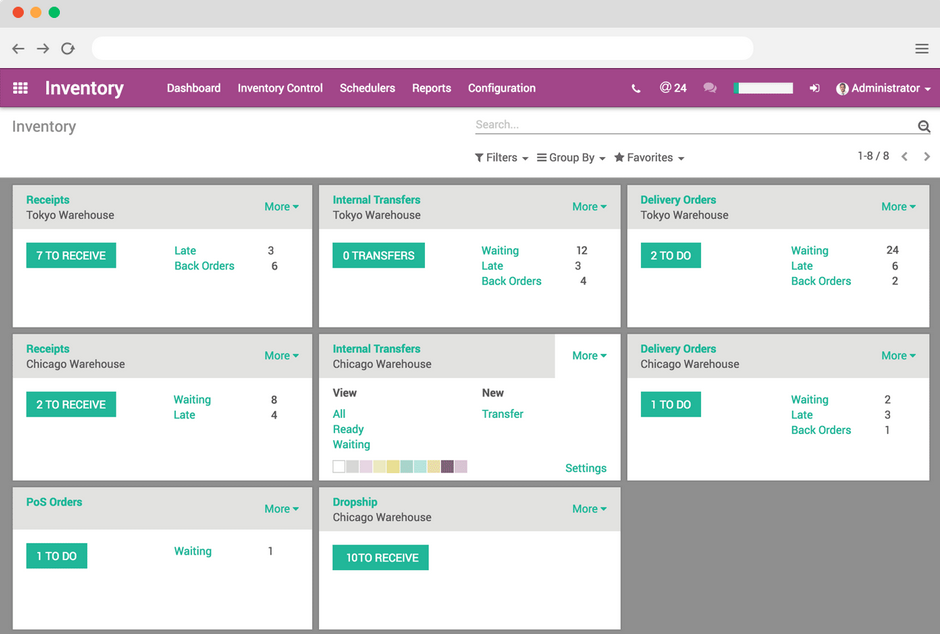 Inventory Dashboard Inventory Control Schedulers Reports Configuration @ 24 Administrator
Inventory
Search...
Filters Group By Favorites 1-8 / 8
Receipts
Tokyo Warehouse
More
7 TO RECEIVE
Late 3
Back Orders 6
Internal Transfers
Tokyo Warehouse
More
0 TRANSFERS
Waiting 12
Late 3
Back Orders 4
Delivery Orders
Tokyo Warehouse
More
2 TO DO
Waiting 24
Late 6
Back Orders 2
Receipts
Chicago Warehouse
More
2 TO RECEIVE
Waiting 8
Late 4
Internal Transfers
Chicago Warehouse
More
View New
All Transfer
Ready
Waiting
Settings
Delivery Orders
Chicago Warehouse
More
1 TO DO
Waiting 2
Late 3
Back Orders 1
PoS Orders
More
1 TO DO
Waiting 1
Dropship
Chicago Warehouse
More
10TO RECEIVE